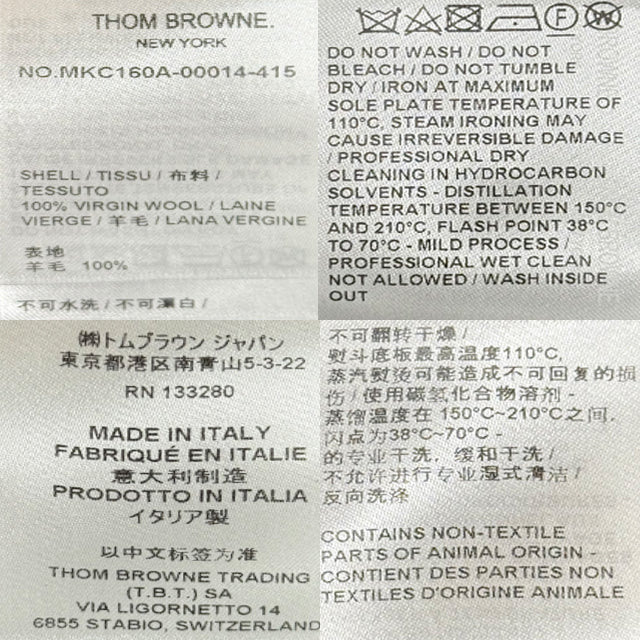 THOM BROWNE.
NEW YORK
NO.MKC160A-00014-415
SHELL / TISSU / 布料 /
TESSUTO
100% VIRGIN WOOL / LAINE
VIERGE / 羊毛 / LANA VERGINE
表地
羊毛 100%
不可水洗 / 不可漂白 /
F
W
DO NOT WASH / DO NOT
BLEACH / DO NOT TUMBLE
DRY / IRON AT MAXIMUM
SOLE PLATE TEMPERATURE OF
110°C, STEAM IRONING MAY
CAUSE IRREVERSIBLE DAMAGE
/ PROFESSIONAL DRY
CLEANING IN HYDROCARBON
SOLVENTS - DISTILLATION
TEMPERATURE BETWEEN 150°C
AND 210°C, FLASH POINT 38°C
TO 70°C - MILD PROCESS /
PROFESSIONAL WET CLEAN
NOT ALLOWED / WASH INSIDE
OUT
㈱トムブラウン ジャパン
東京都港区南青山5-3-22
RN 133280
MADE IN ITALY
FABRIQUÉ EN ITALIE
意大利制造
PRODOTTO IN ITALIA
イタリア製
以中文标签为准
THOM BROWNE TRADING
(T.B.T.) SA
VIA LIGORNETTO 14
6855 STABIO, SWITZERLAND
不可翻转干燥 /
熨斗底板最高温度110°C,
蒸汽熨烫可能造成不可回复的损
伤 / 使用碳氢化合物溶剂 -
蒸馏温度在 150°C~210°C之间,
闪点为38°C~70°C -
的专业干洗, 缓和干洗 /
不允许进行专业湿式清洁 /
反向洗涤
CONTAINS NON-TEXTILE
PARTS OF ANIMAL ORIGIN -
CONTIENT DES PARTIES NON
TEXTILES D'ORIGINE ANIMALE